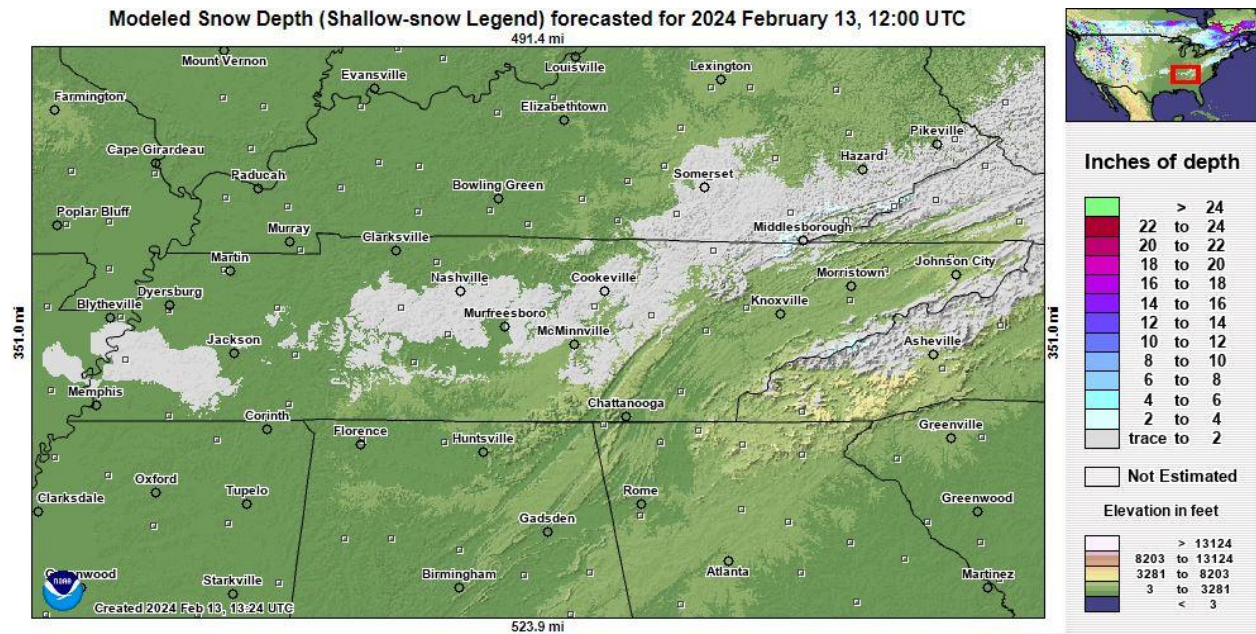 Modeled Snow Depth (Shallow-snow Legend) forecasted for 2024 February 13, 12:00 UTC
491.4 mi
Mount Vernon
Louisville
Lexington
Evansville
Farmington
Elizabethtown
Pikeville
Cape Girardeau
Hazard
Paducah
Bowling Green
Somerset
Poplar Bluff
Murray
Clarksville
Middlesborough
Martin
Nashville
Cookeville
Morristown
Johnson City
Dyersburg
Blytheville
Murfreesboro
Knoxville
McMinnville
Jackson
Asheville
351.0 mi
351.0 mi
Memphis
Chattanooga
Corinth
Florence
Huntsville
Greenville
Oxford
Tupelo
Rome
Clarksdale
Greenwood
Gadsden
Greenwood
Starkville
Birmingham
Atlanta
Martinez
NOAA
Created 2024 Feb 13, 13:24 UTC
523.9 mi
Inches of depth
> 24
22 to 24
20 to 22
18 to 20
16 to 18
14 to 16
12 to 14
10 to 12
8 to 10
6 to 8
4 to 6
2 to 4
trace to 2
Not Estimated
Elevation in feet
> 13124
8203 to 13124
3281 to 8203
3 to 3281
< 3